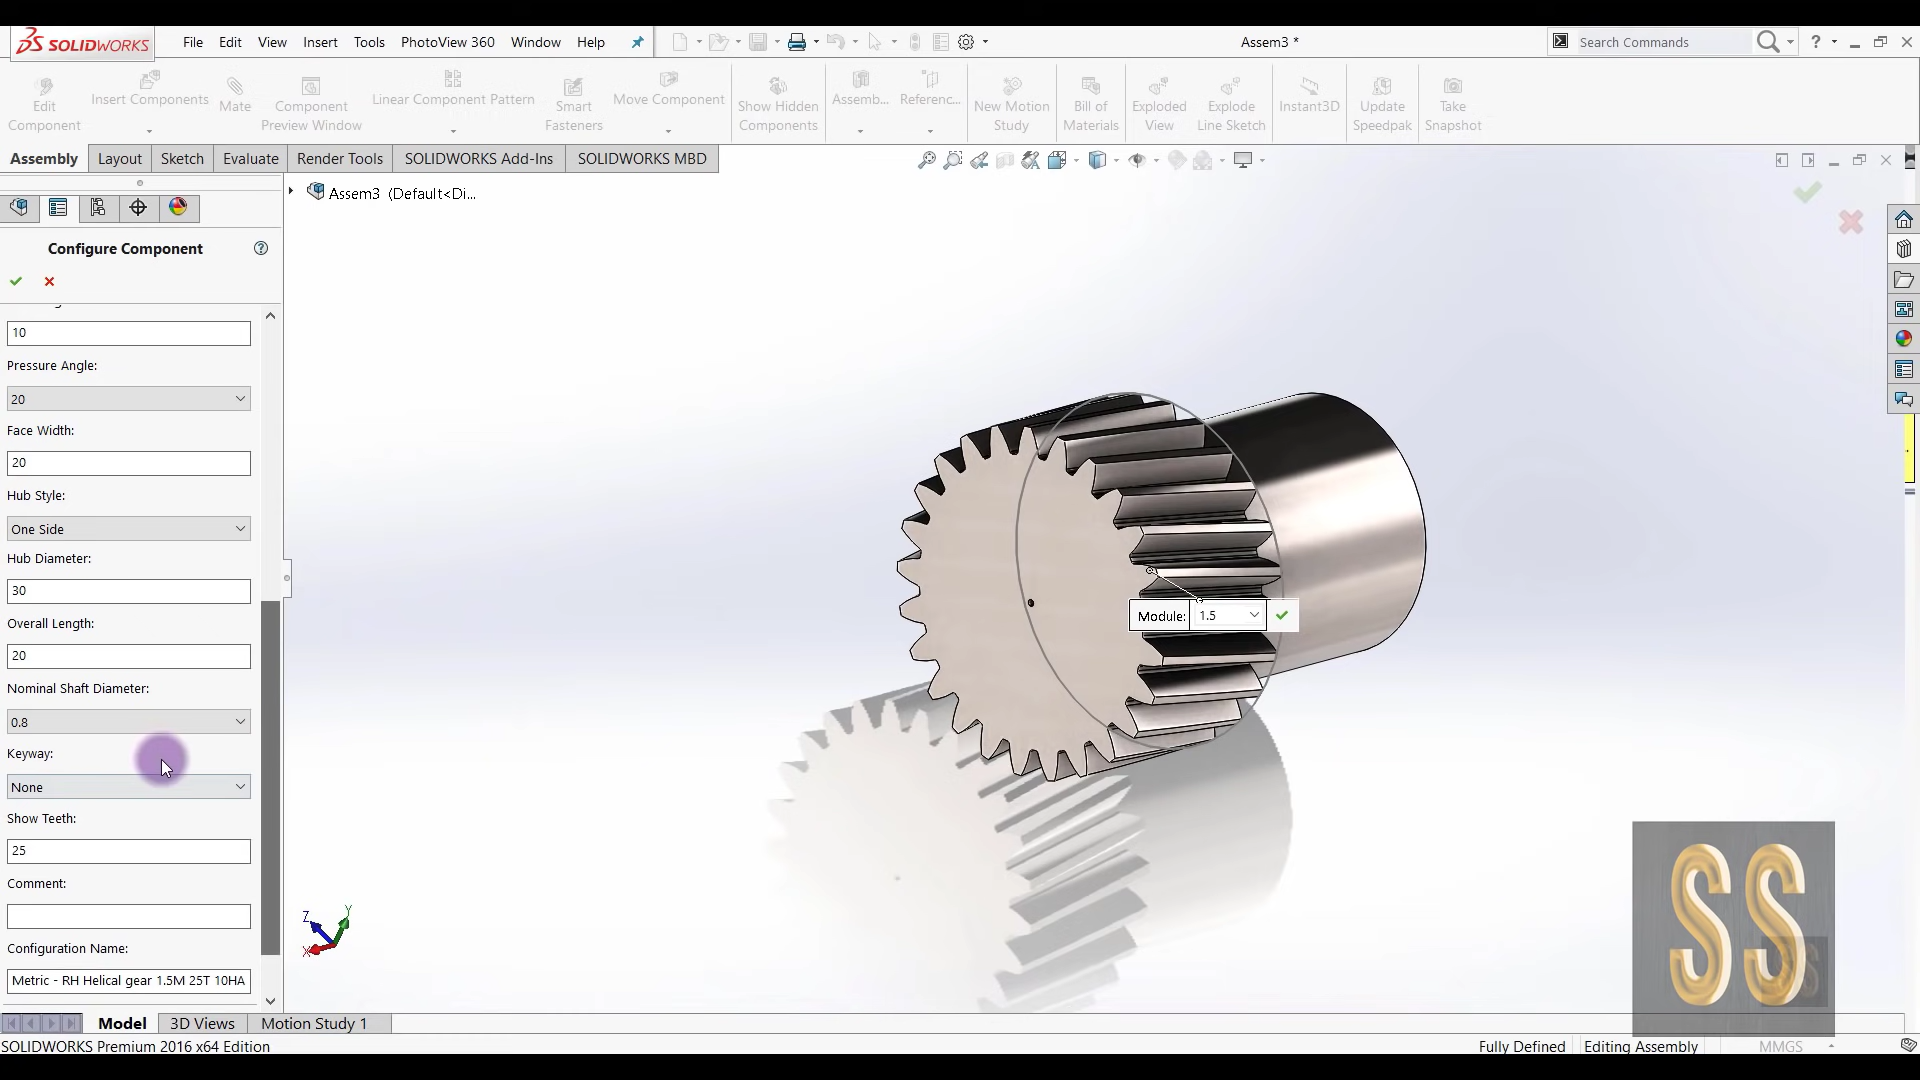 SOLIDWORKS File Edit View Insert Tools PhotoView 360 Window Help Assem3 * Search Commands ?
Edit Component Insert Components Mate Component Preview Window Linear Component Pattern Smart Fasteners Move Component Show Hidden Components Assemb... Referenc... New Motion Study Bill of Materials Exploded View Explode Line Sketch Instant3D Update Speedpak Take Snapshot
Assembly Layout Sketch Evaluate Render Tools SOLIDWORKS Add-Ins SOLIDWORKS MBD
Assem3 (Default<Di...
Configure Component ?
10
Pressure Angle:
20
Face Width:
20
Hub Style:
One Side
Hub Diameter:
30
Overall Length:
20
Nominal Shaft Diameter:
0.8
Keyway:
None
Show Teeth:
25
Comment:
Configuration Name:
Metric - RH Helical gear 1.5M 25T 10HA
Module: 1.5
Z Y
X
SS
Model 3D Views Motion Study 1
SOLIDWORKS Premium 2016 x64 Edition Fully Defined Editing Assembly MMGS